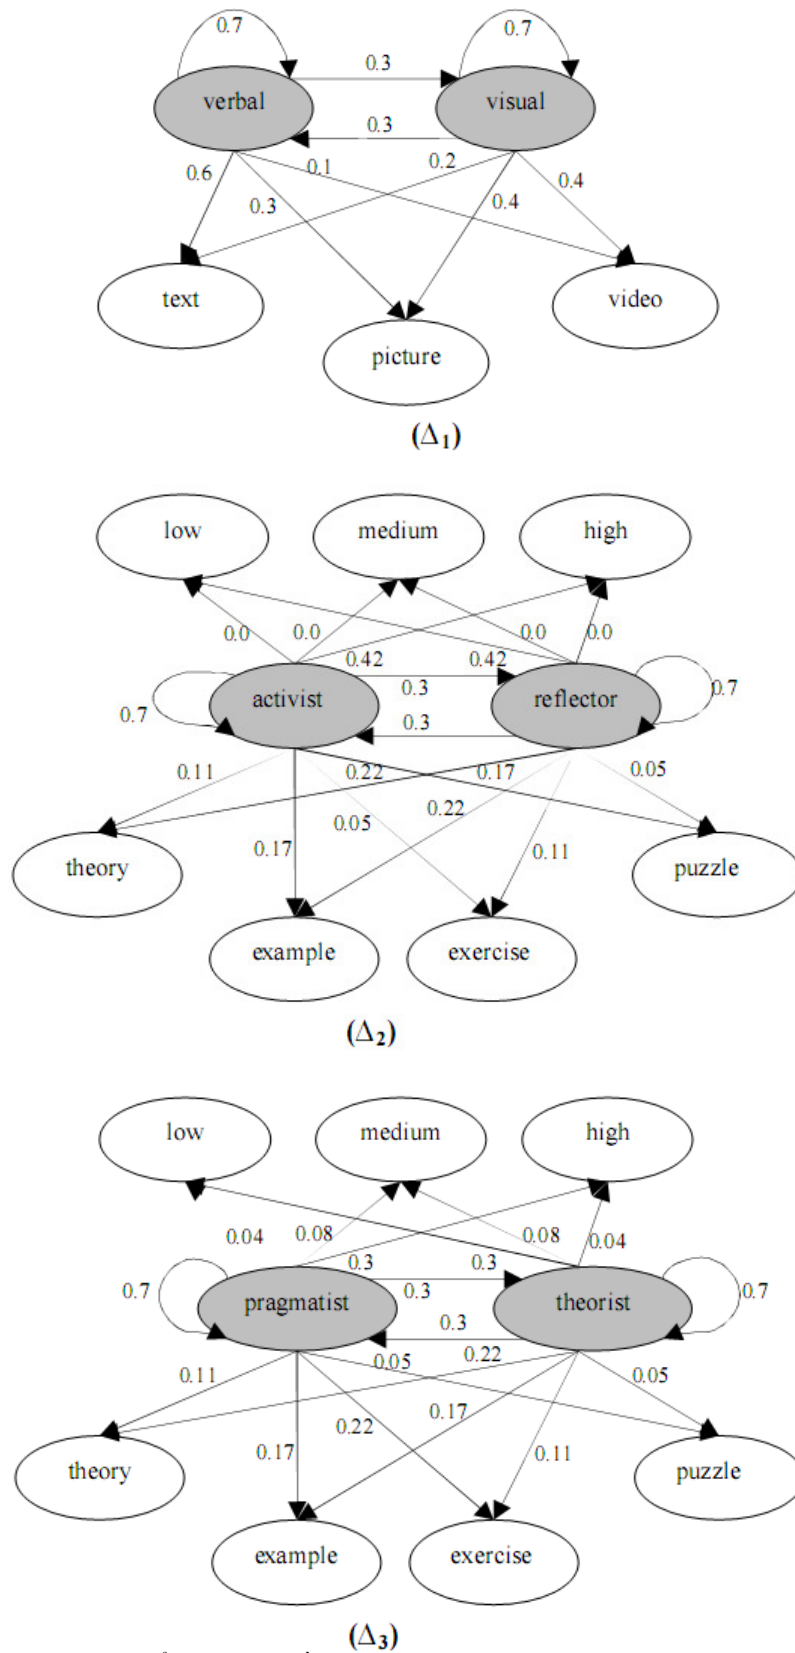 0.7 0.7
0.3
verbal visual
0.3
0.6 0.1 0.2 0.4
0.3 0.4
text video
picture
(Δ1)
low medium high
0.0 0.0 0.0 0.0
0.42 0.42
0.3
activist reflector 0.7
0.7 0.3
0.11 0.22 0.17 0.05
0.05 0.22
0.17 0.11
theory puzzle
example exercise
(Δ2)
low medium high
0.04 0.08 0.08 0.04
0.3 0.3
0.7 0.3 0.7
pragmatist theorist
0.3
0.11 0.05 0.22 0.05
0.22 0.17
0.17 0.11
theory puzzle
example exercise
(Δ3)